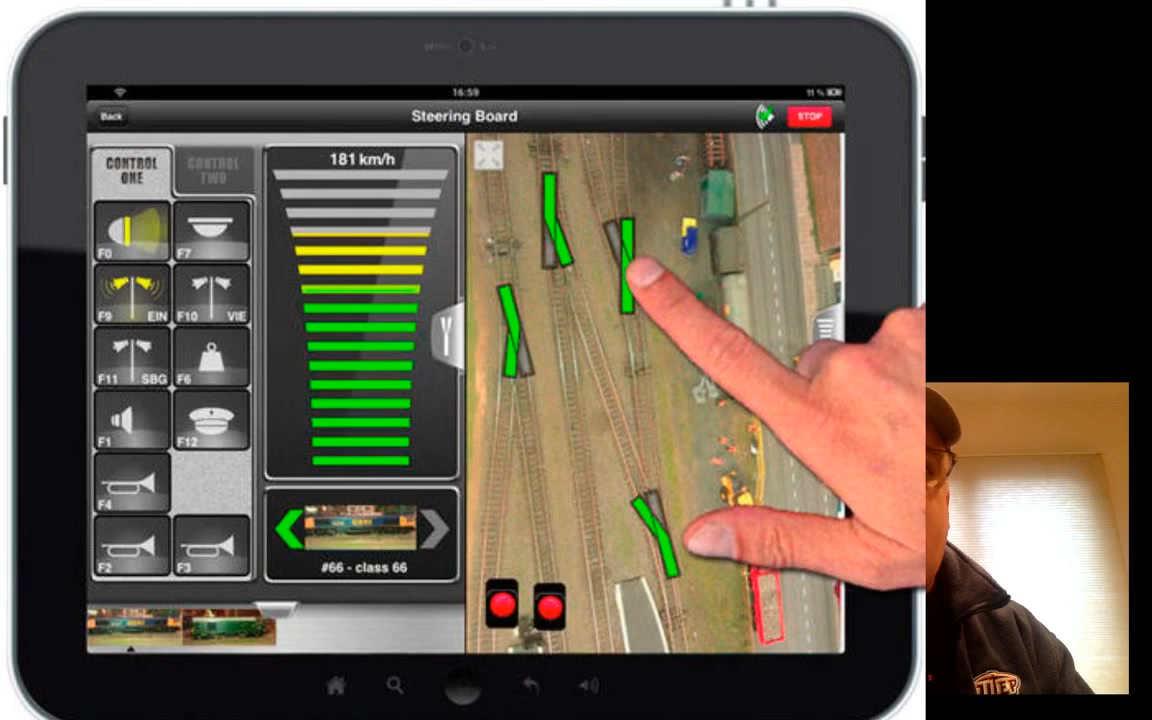 16:59
11 %
Back
Steering Board
STOP
CONTROL ONE
CONTROL TWO
181 km/h
F0
F7
F9 EIN
F10 VIE
F11 SBG
F6
F1
F12
F4
F2
F3
#66 - class 66